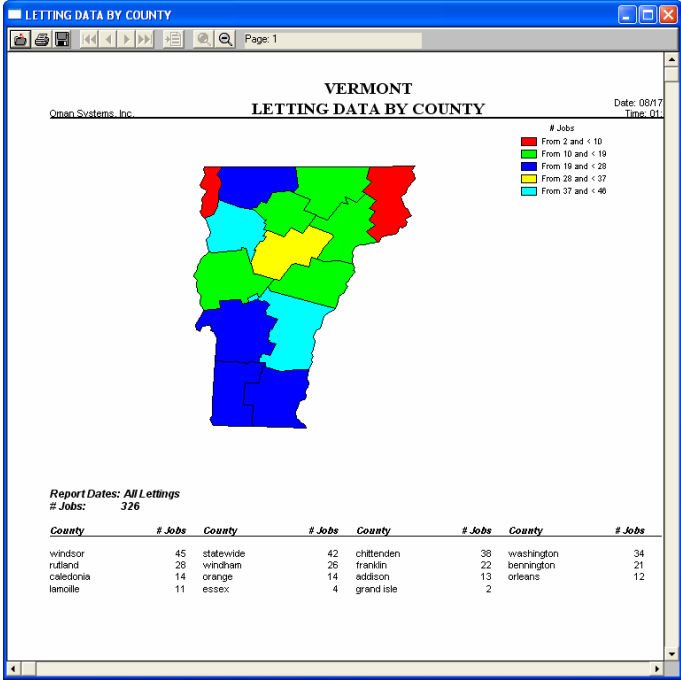 LETTING DATA BY COUNTY
Page: 1
VERMONT
Oman Systems, Inc. LETTING DATA BY COUNTY Date: 08/17
Time: 01:
# Jobs
From 2 and < 10
From 10 and < 19
From 19 and < 28
From 28 and < 37
From 37 and < 46
Report Dates: All Lettings
# Jobs: 326
County # Jobs County # Jobs County # Jobs County # Jobs
windsor 45 statewide 42 chittenden 38 washington 34
rutland 28 windham 26 franklin 22 bennington 21
caledonia 14 orange 14 addison 13 orleans 12
lamoille 11 essex 4 grand isle 2